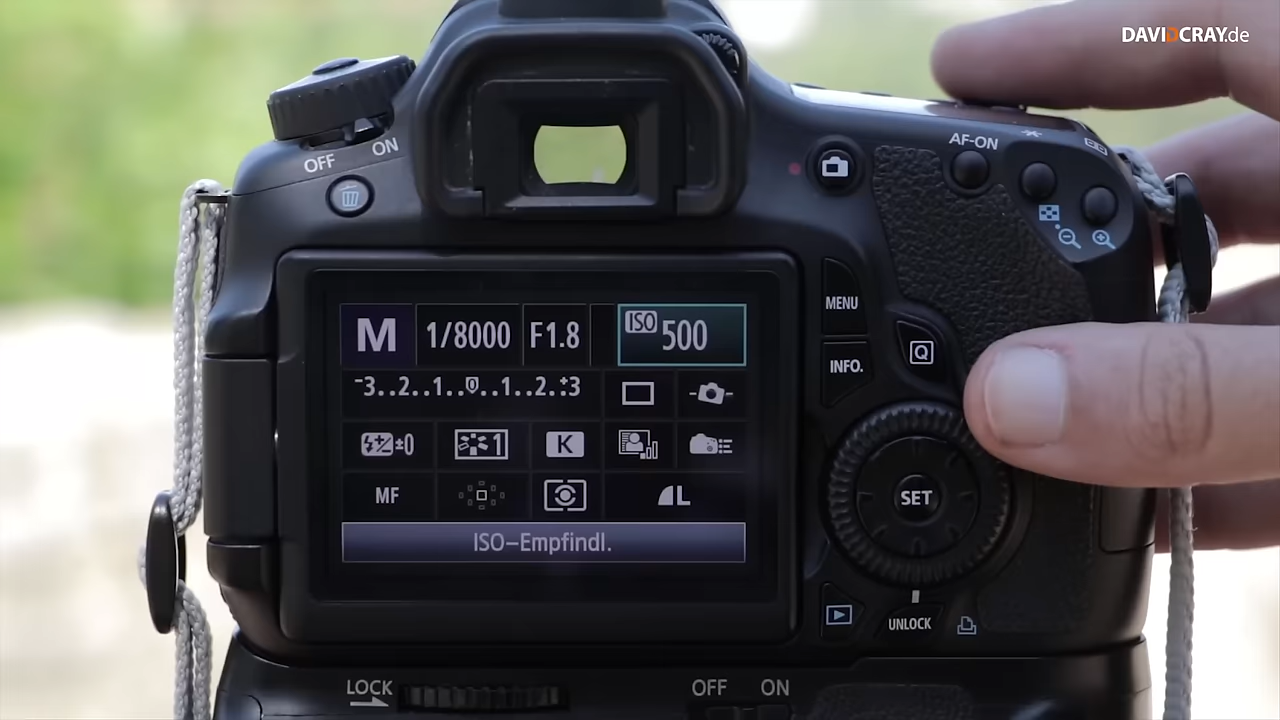 DAVIDCRAY.de
OFF ON
AF-ON
M 1/8000 F1.8 ISO 500
-3..2..1..0..1..2.:+3
±0 1 K
MF L
ISO-Empfindl.
MENU
INFO.
Q
SET
UNLOCK
LOCK OFF ON